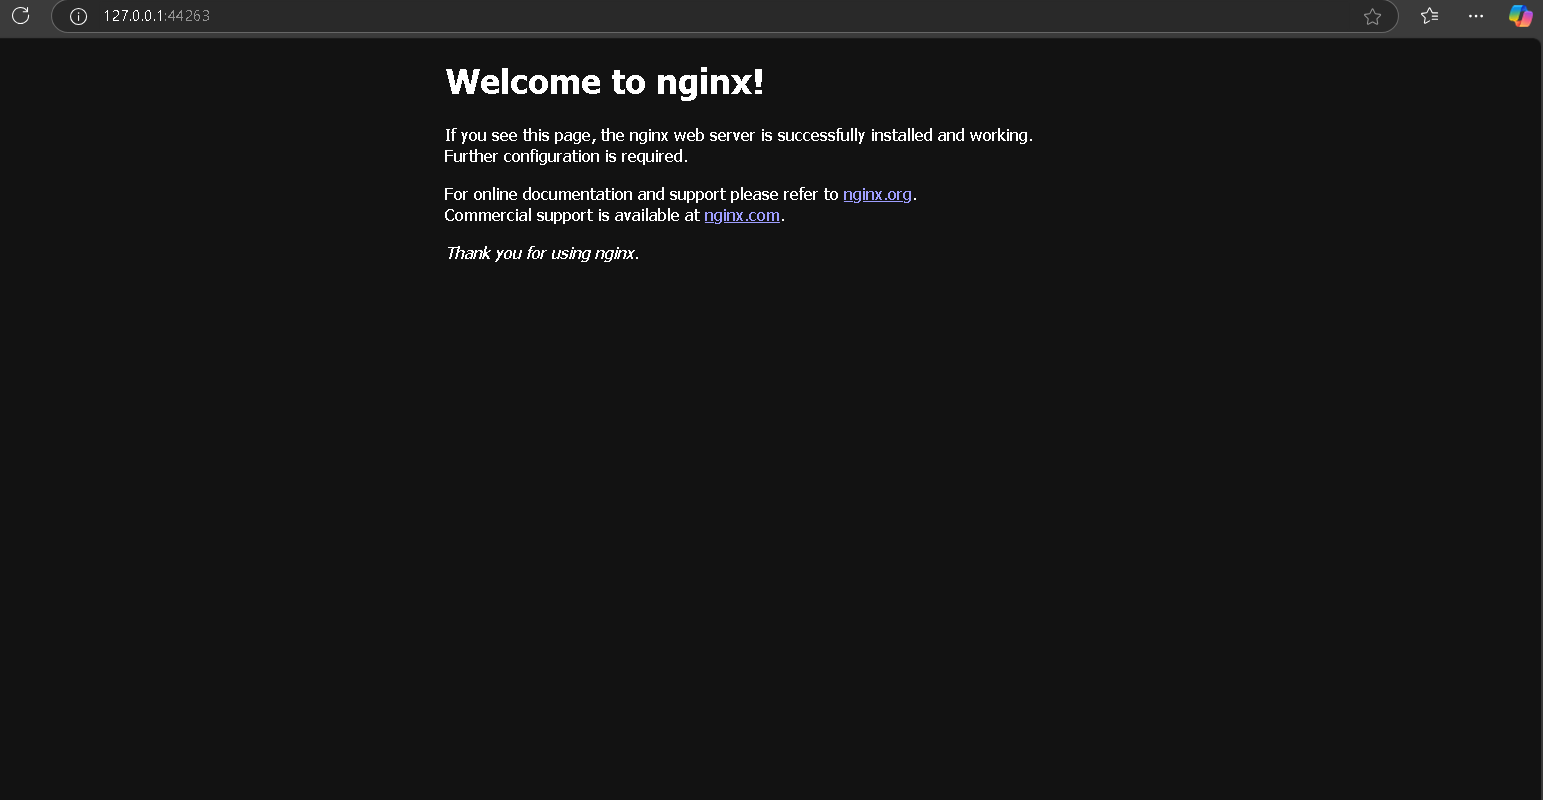 127.0.0.1:44263
Welcome to nginx!
If you see this page, the nginx web server is successfully installed and working.
Further configuration is required.
For online documentation and support please refer to nginx.org.
Commercial support is available at nginx.com.
Thank you for using nginx.